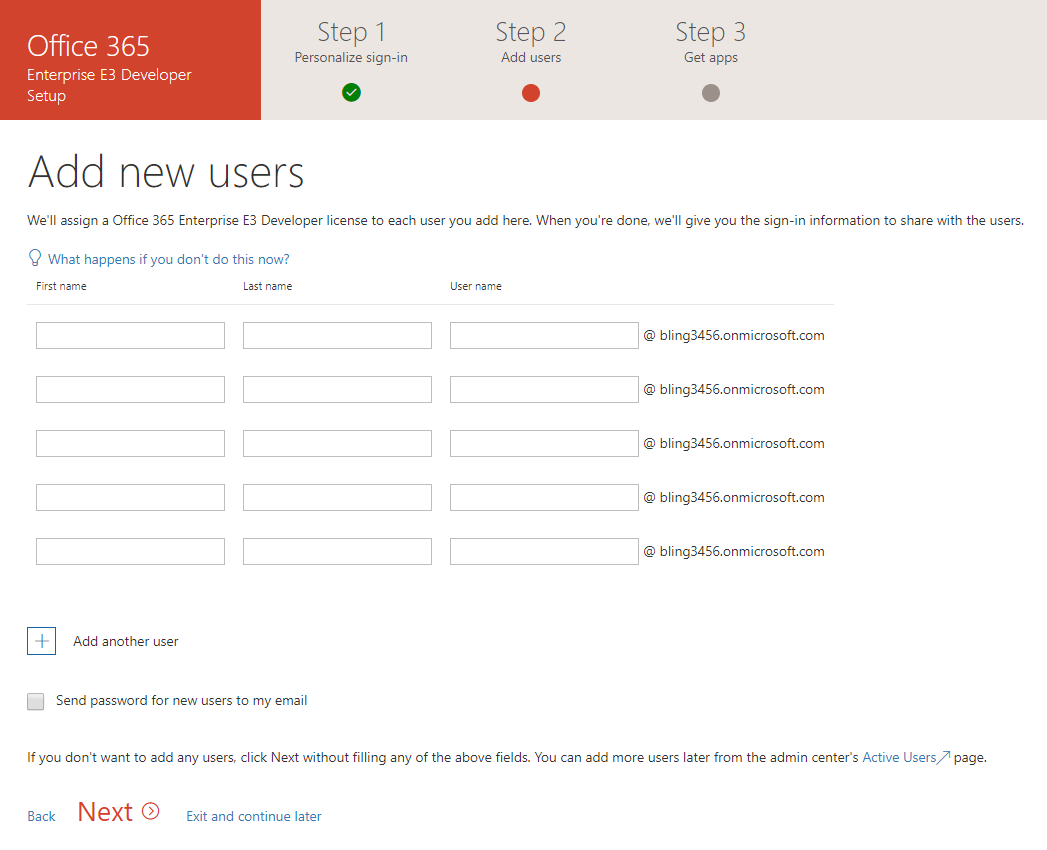 Office 365
Enterprise E3 Developer
Setup
Step 1
Personalize sign-in
Step 2
Add users
Step 3
Get apps
Add new users
We'll assign a Office 365 Enterprise E3 Developer license to each user you add here. When you're done, we'll give you the sign-in information to share with the users.
What happens if you don't do this now?
First name Last name User name
@ bling3456.onmicrosoft.com
@ bling3456.onmicrosoft.com
@ bling3456.onmicrosoft.com
@ bling3456.onmicrosoft.com
@ bling3456.onmicrosoft.com
Add another user
Send password for new users to my email
If you don't want to add any users, click Next without filling any of the above fields. You can add more users later from the admin center's Active Users page.
Back Next Exit and continue later